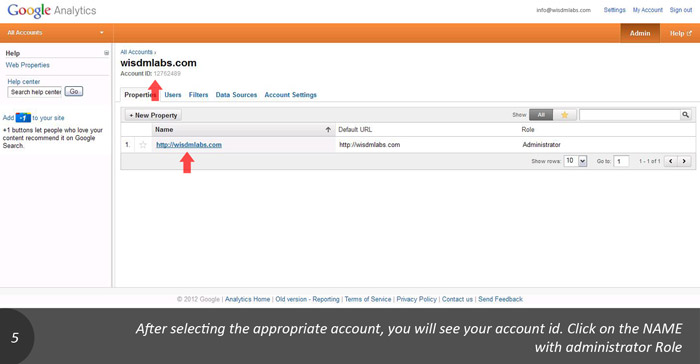 Google Analytics
info@wisdmlabs.com Settings My Account Sign out
All Accounts Admin Help
Help
Web Properties
Help center
Search help center Go
Add +1 to your site
+1 buttons let people who love your
content recommend it on Google
Search.
All Accounts ›
wisdmlabs.com
Account ID: 12762489
Properties Users Filters Data Sources Account Settings
+ New Property Show All
Name Default URL Role
1. http://wisdmlabs.com http://wisdmlabs.com Administrator
Show rows: 10 Go to: 1 1 - 1 of 1
© 2012 Google | Analytics Home | Old version - Reporting | Terms of Service | Privacy Policy | Contact us | Send Feedback
5
After selecting the appropriate account, you will see your account id. Click on the NAME
with administrator Role